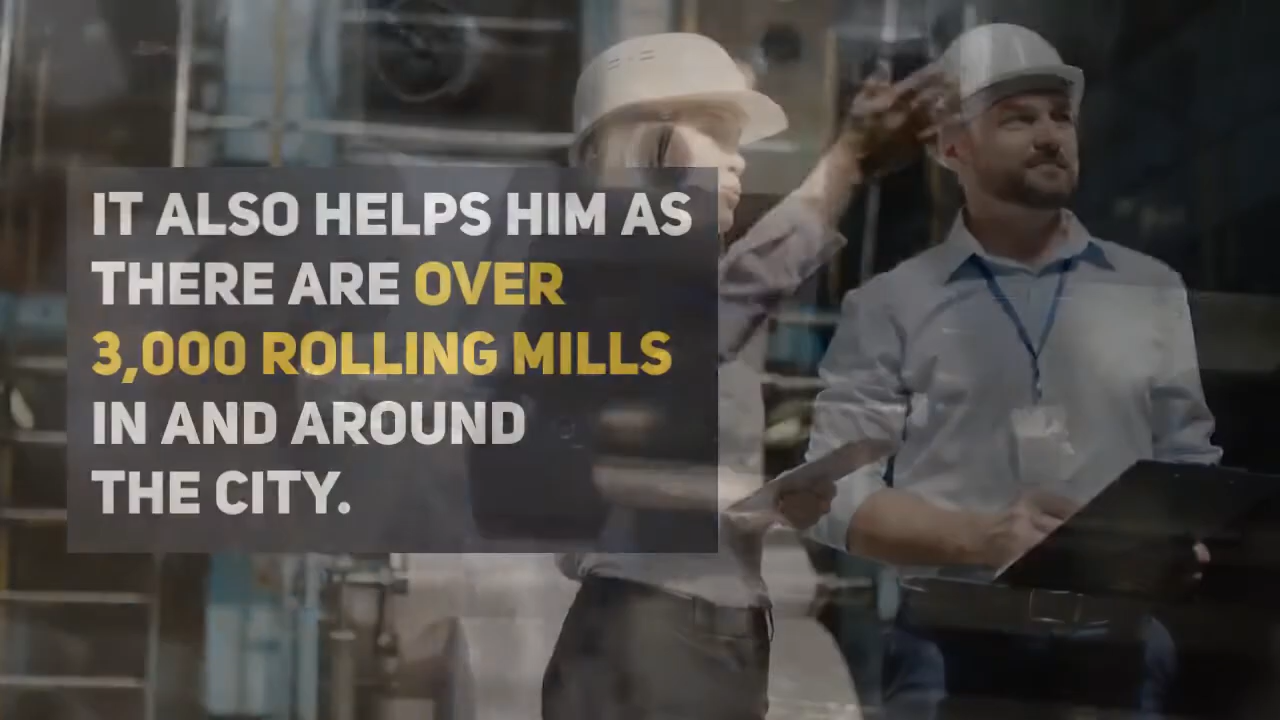 IT ALSO HELPS HIM AS
THERE ARE OVER
3,000 ROLLING MILLS
IN AND AROUND
THE CITY.